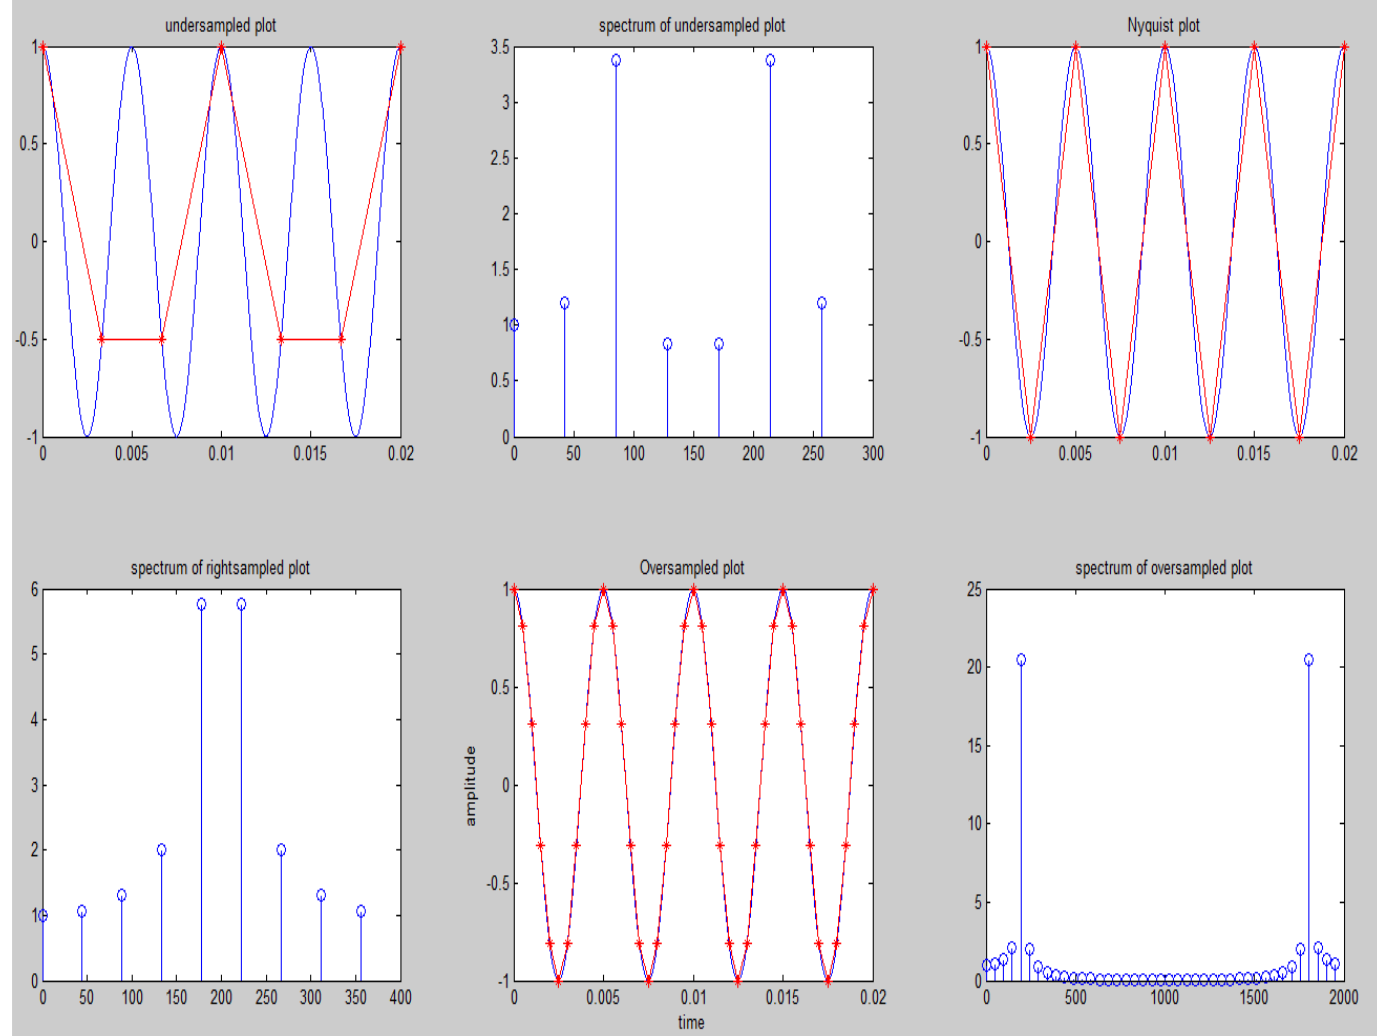 undersampled plot
1
0.5
0
-0.5
-1
0 0.005 0.01 0.015 0.02
spectrum of undersampled plot
3.5
3
2.5
2
1.5
1
0.5
0
0 50 100 150 200 250 300
Nyquist plot
1
0.5
0
-0.5
-1
0 0.005 0.01 0.015 0.02
spectrum of rightsampled plot
6
5
4
3
2
1
0
0 50 100 150 200 250 300 350 400
Oversampled plot
1
0.5
0
-0.5
-1
amplitude
0 0.005 0.01 0.015 0.02
time
spectrum of oversampled plot
25
20
15
10
5
0
0 500 1000 1500 2000